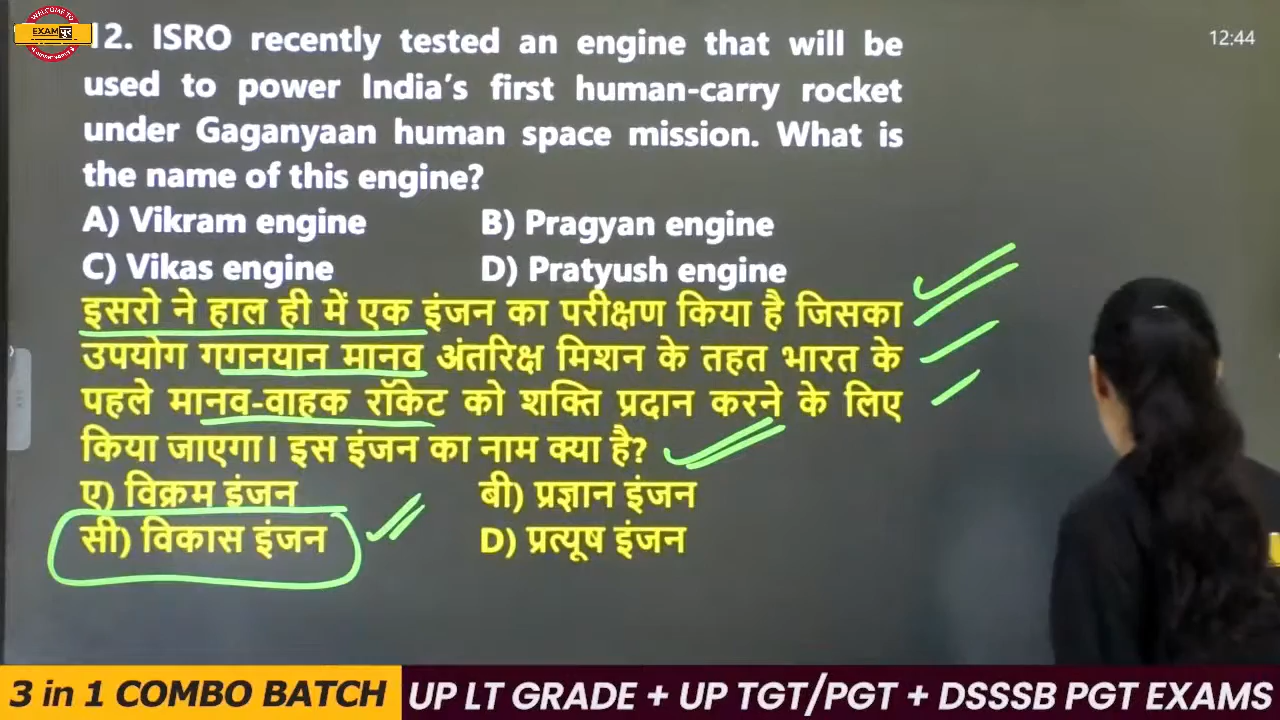 WELCOME TO
EXAM पुर
12:44
12. ISRO recently tested an engine that will be
used to power India's first human-carry rocket
under Gaganyaan human space mission. What is
the name of this engine?
A) Vikram engine B) Pragyan engine
C) Vikas engine D) Pratyush engine
इसरो ने हाल ही में एक इंजन का परीक्षण किया है जिसका
उपयोग गगनयान मानव अंतरिक्ष मिशन के तहत भारत के
पहले मानव-वाहक रॉकेट को शक्ति प्रदान करने के लिए
किया जाएगा। इस इंजन का नाम क्या है?
ए) विक्रम इंजन बी) प्रज्ञान इंजन
सी) विकास इंजन D) प्रत्यूष इंजन
3 in 1 COMBO BATCH UP LT GRADE + UP TGT/PGT + DSSSB PGT EXAMS